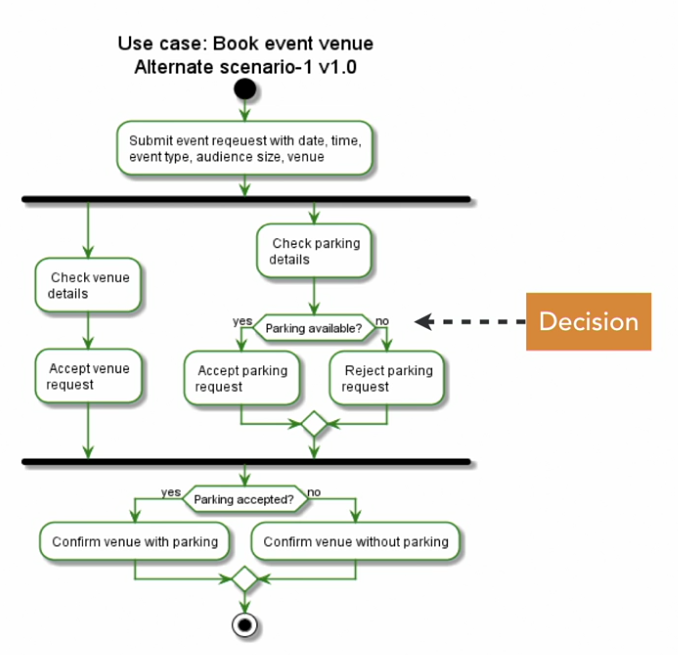 Use case: Book event venue
Alternate scenario-1 v1.0
Submit event reqeuest with date, time,
event type, audience size, venue
Check parking
details
Check venue
details
yes
Parking available?
no
Decision
Accept venue
request
Accept parking
request
Reject parking
request
yes
Parking accepted?
no
Confirm venue with parking
Confirm venue without parking